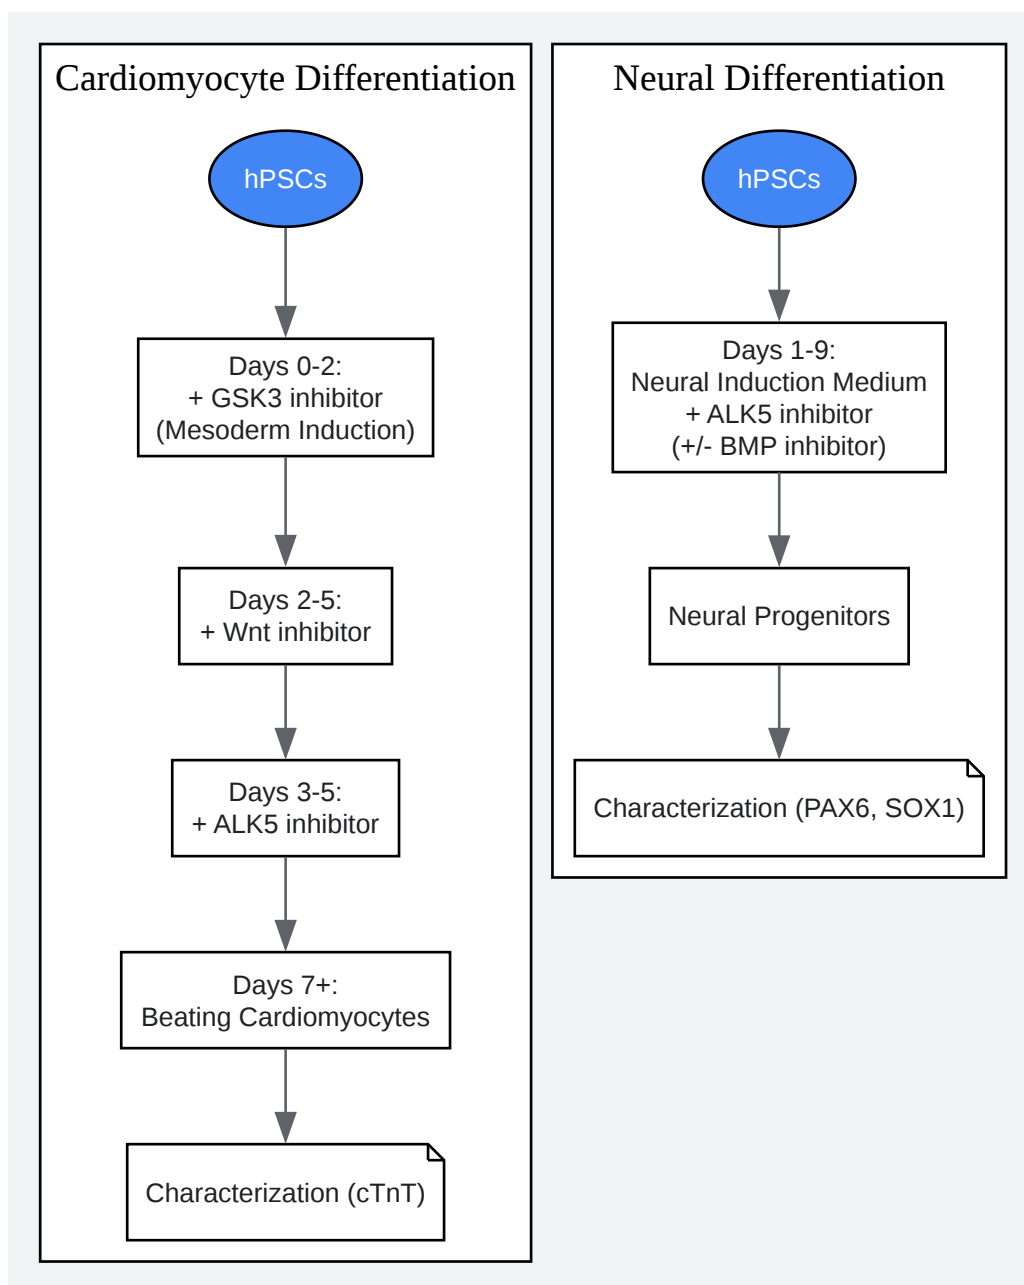 Cardiomyocyte Differentiation
hPSCs
Days 0-2:
+ GSK3 inhibitor
(Mesoderm Induction)
Days 2-5:
+ Wnt inhibitor
Days 3-5:
+ ALK5 inhibitor
Days 7+:
Beating Cardiomyocytes
Characterization (cTnT)
Neural Differentiation
hPSCs
Days 1-9:
Neural Induction Medium
+ ALK5 inhibitor
(+/- BMP inhibitor)
Neural Progenitors
Characterization (PAX6, SOX1)